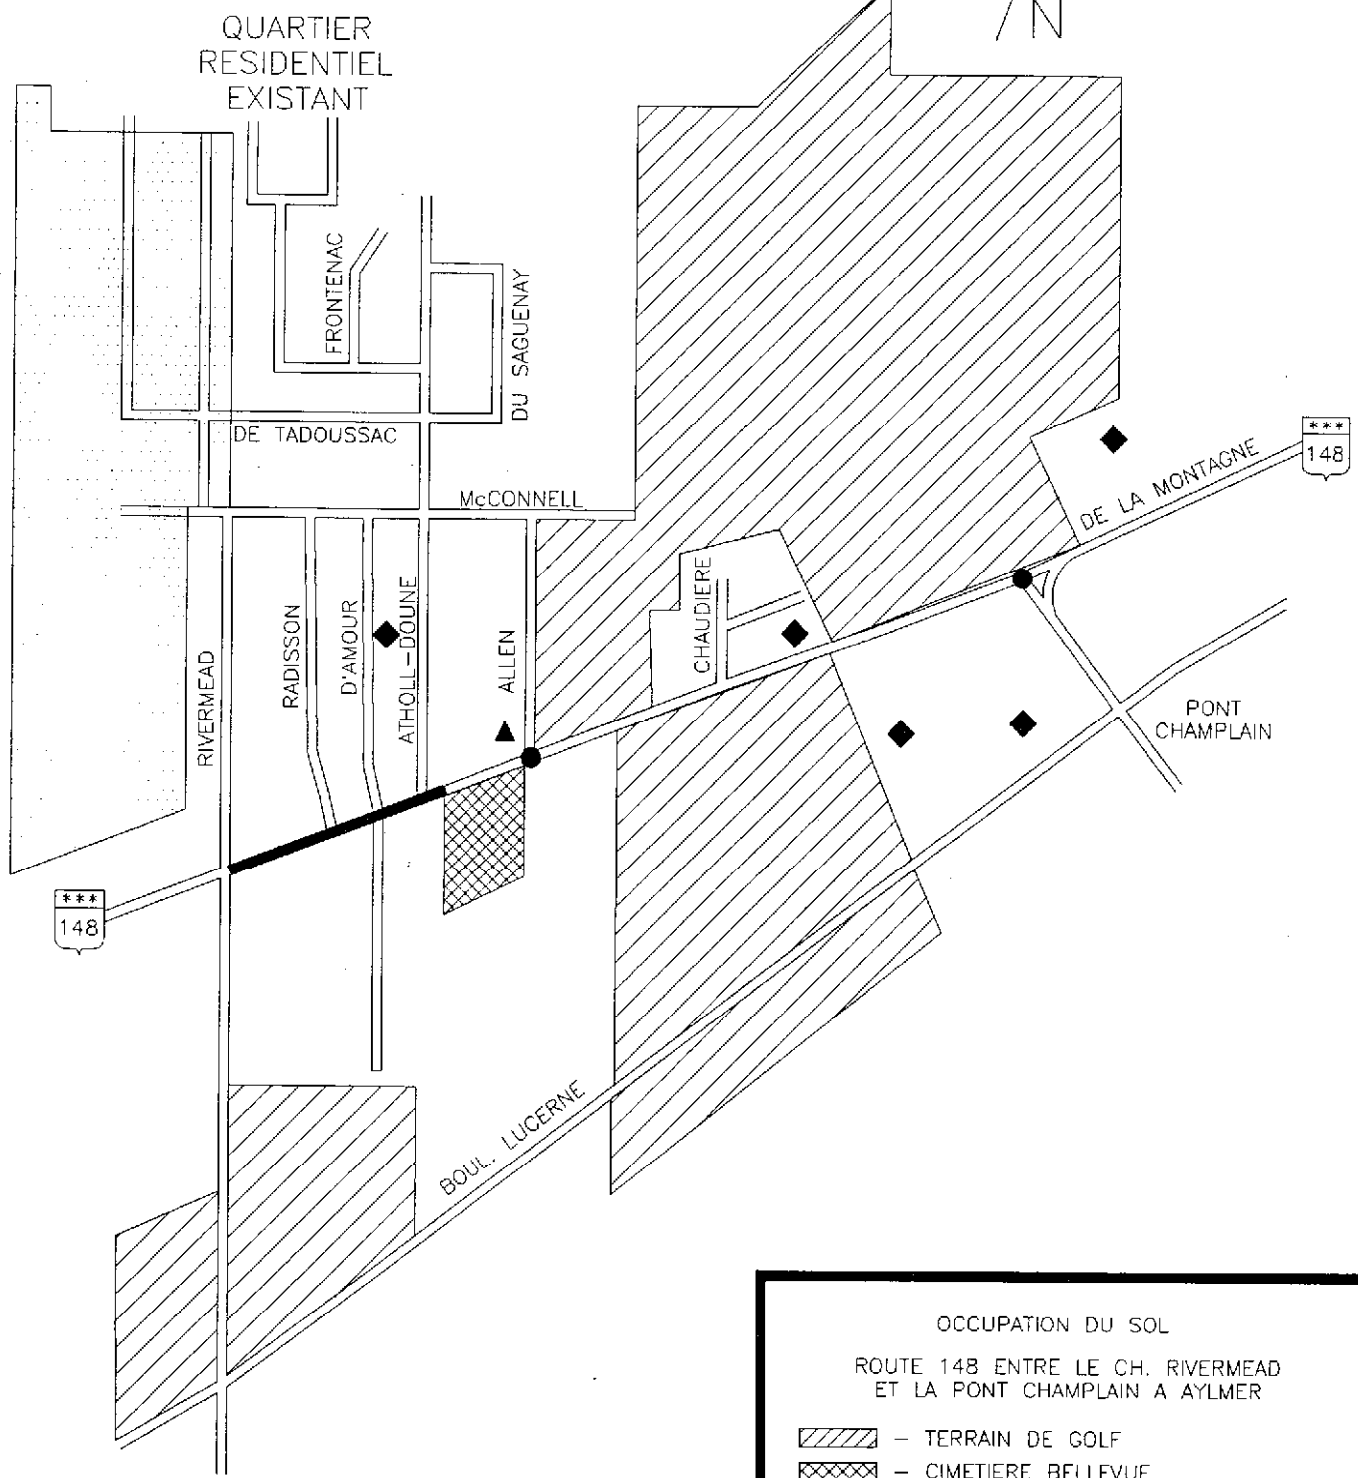 N
QUARTIER
RESIDENTIEL
EXISTANT
FRONTENAC
DU SAGUENAY
DE TADOUSSAC
McCONNELL
***
148
DE LA MONTAGNE
CHAUDIERE
RIVERMEAD
RADISSON
D'AMOUR
ATHOLL-DOUNE
ALLEN
PONT
CHAMPLAIN
***
148
BOUL. LUCERNE
OCCUPATION DU SOL
ROUTE 148 ENTRE LE CH. RIVERMEAD
ET LA PONT CHAMPLAIN A AYLMER
- TERRAIN DE GOLF
- CIMETIERE BELLEVUE